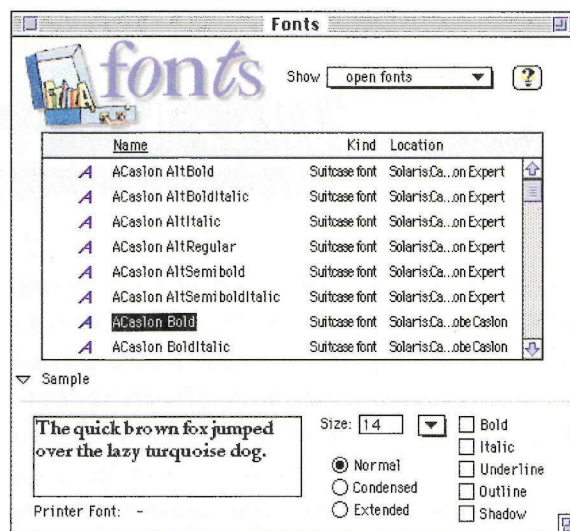 Fonts
fonts
Show open fonts ?
Name Kind Location
A ACaslon AltBold Suitcase font Solaris:Ca...on Expert
A ACaslon AltBoldItalic Suitcase font Solaris:Ca...on Expert
A ACaslon AltItalic Suitcase font Solaris:Ca...on Expert
A ACaslon AltRegular Suitcase font Solaris:Ca...on Expert
A ACaslon AltSemibold Suitcase font Solaris:Ca...on Expert
A ACaslon AltSemiboldItalic Suitcase font Solaris:Ca...on Expert
A ACaslon Bold Suitcase font Solaris:Ca...obe Caslon
A ACaslon BoldItalic Suitcase font Solaris:Ca...obe Caslon
Sample
The quick brown fox jumped
over the lazy turquoise dog.
Size: 14
Normal
Condensed
Extended
Bold
Italic
Underline
Outline
Shadow
Printer Font: -